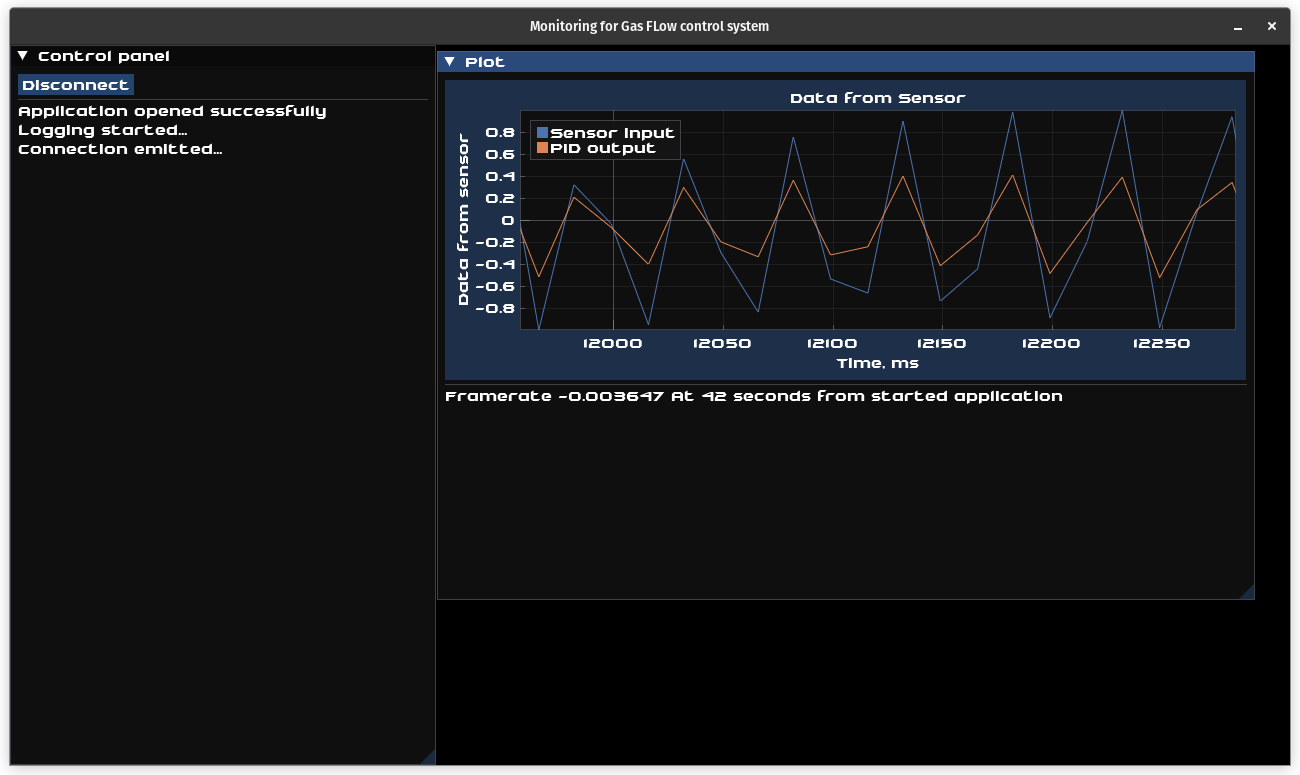 Monitoring for Gas FLow control system
Control panel
Disconnect
Application opened successfully
Logging started...
Connection emitted...
Plot
Data from Sensor
Sensor input
PID output
Data from sensor
0.8
0.6
0.4
0.2
0
-0.2
-0.4
-0.6
-0.8
12000 12050 12100 12150 12200 12250
Time, ms
Framerate -0.003647 At 42 seconds from started application